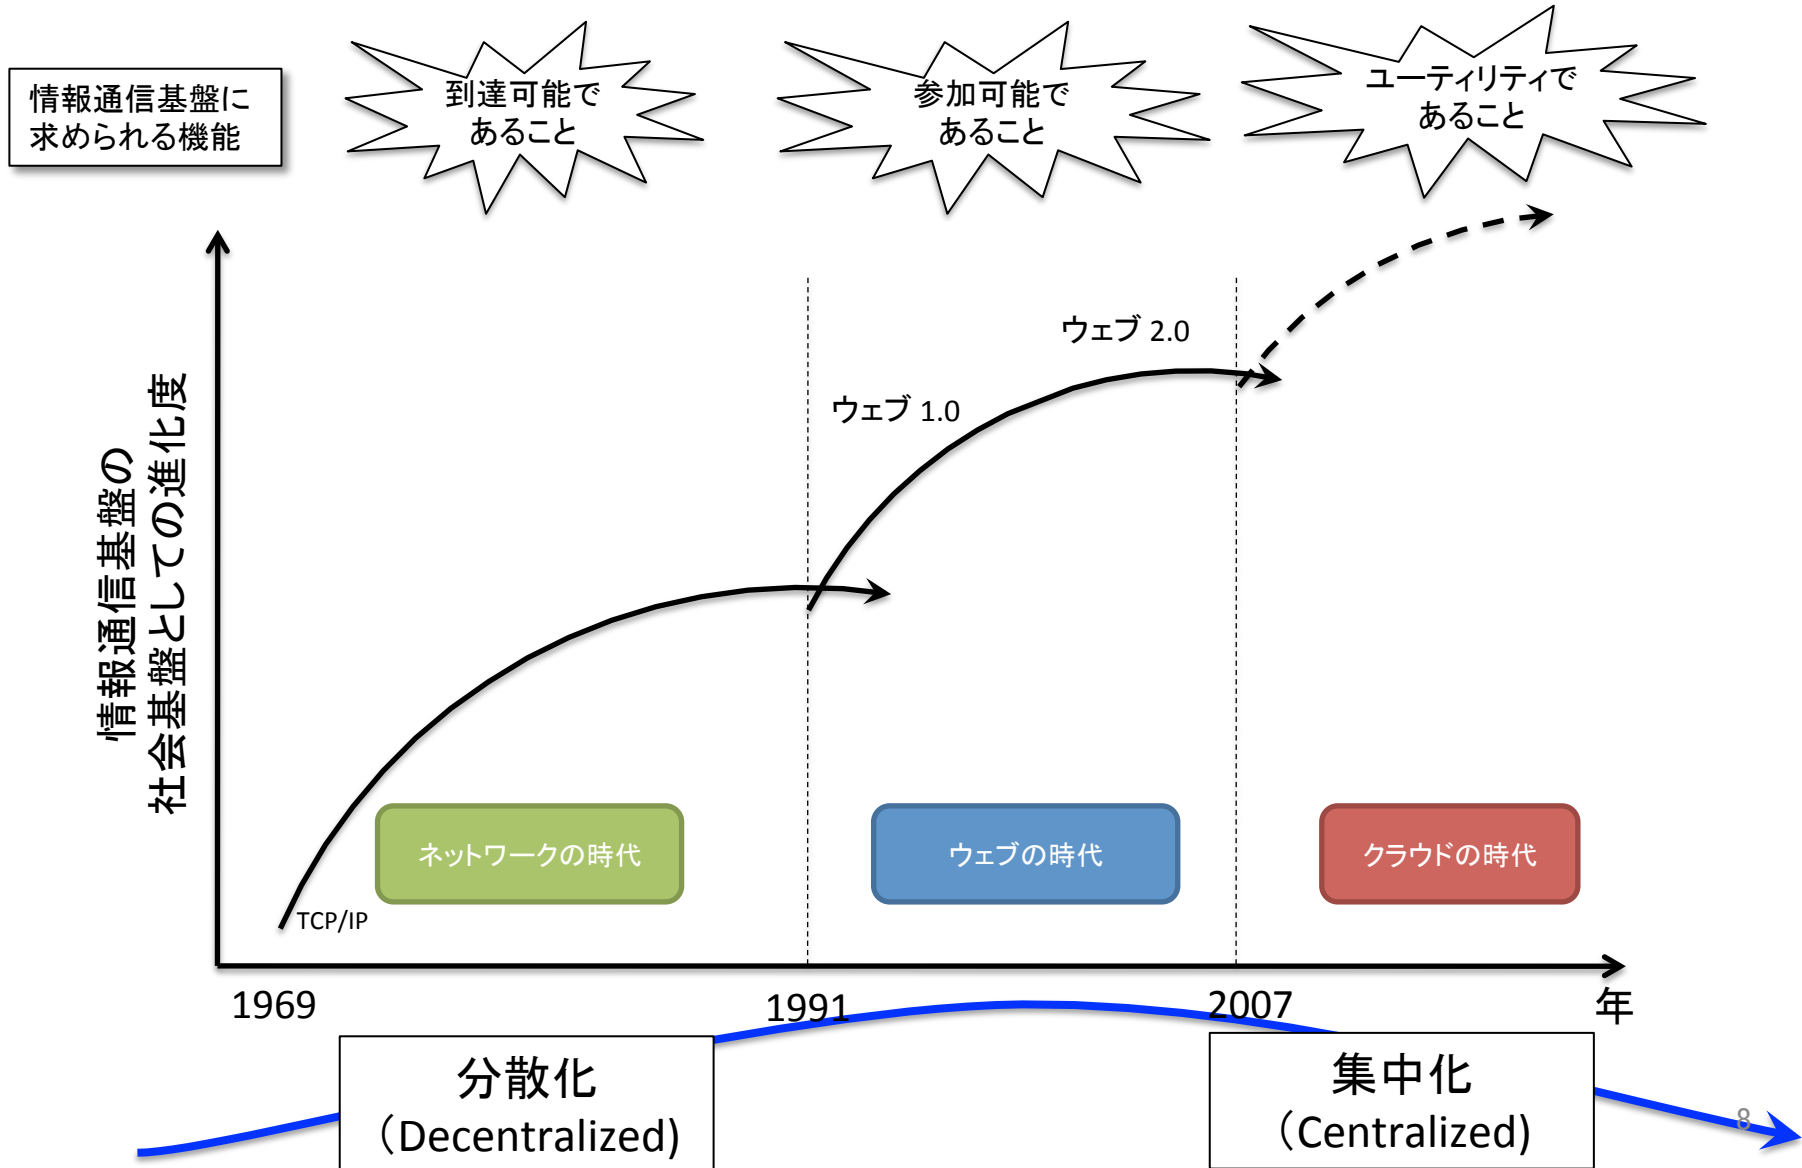 情報通信基盤に
求められる機能
到達可能で
あること
参加可能で
あること
ユーティリティで
あること
情報通信基盤の
社会基盤としての進化度
ウェブ 1.0
ウェブ 2.0
ネットワークの時代
ウェブの時代
クラウドの時代
TCP/IP
1969
1991
2007
年
分散化
（Decentralized)
集中化
（Centralized)
8